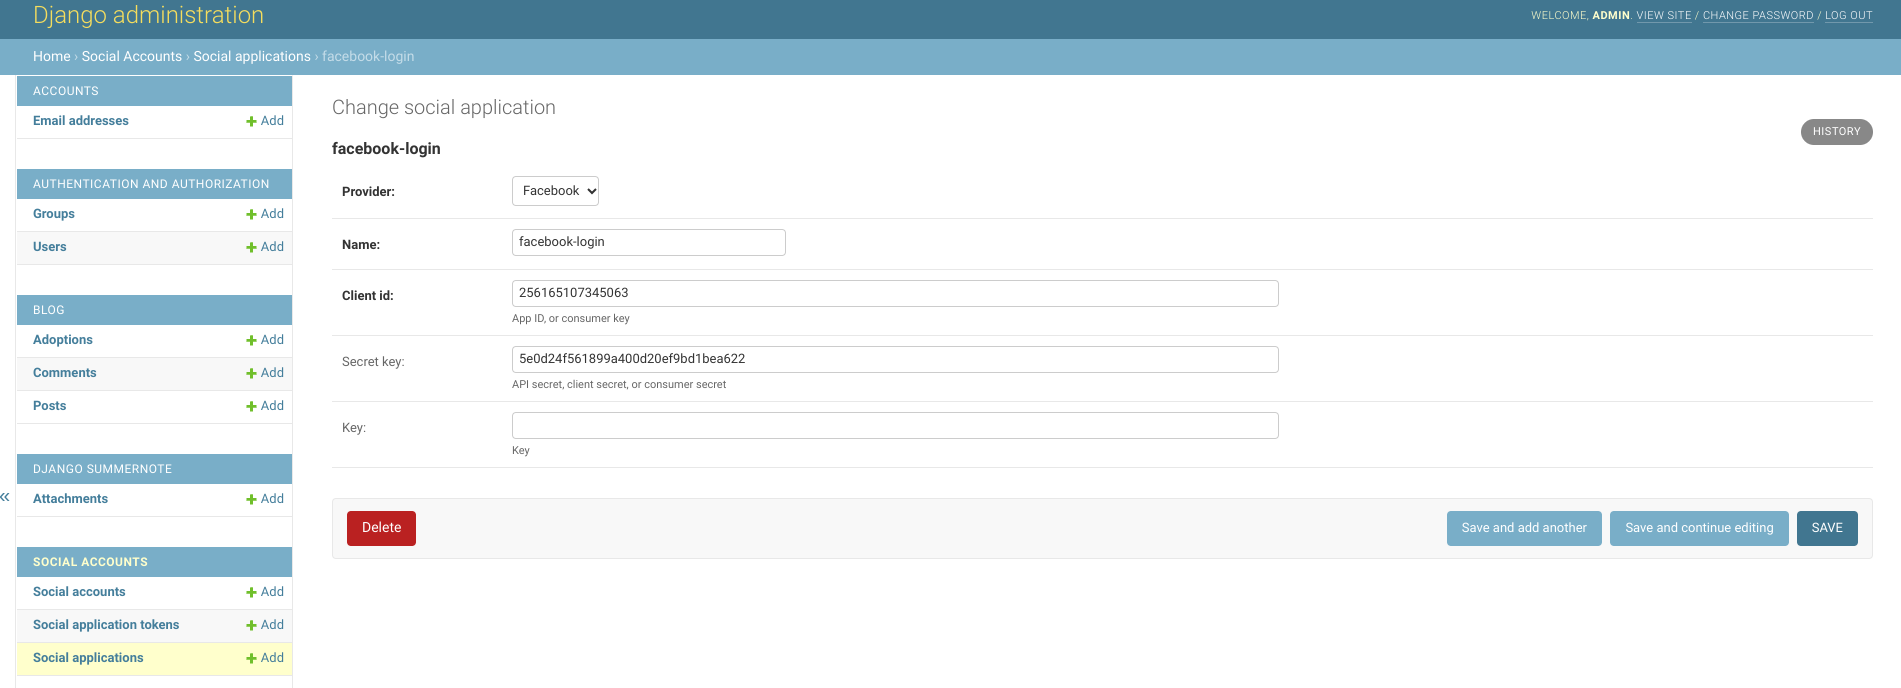 Django administration
WELCOME, ADMIN. VIEW SITE / CHANGE PASSWORD / LOG OUT
Home › Social Accounts › Social applications › facebook-login
ACCOUNTS
Email addresses + Add
AUTHENTICATION AND AUTHORIZATION
Groups + Add
Users + Add
BLOG
Adoptions + Add
Comments + Add
Posts + Add
DJANGO SUMMERNOTE
Attachments + Add
SOCIAL ACCOUNTS
Social accounts + Add
Social application tokens + Add
Social applications + Add
«
Change social application
HISTORY
facebook-login
Provider: Facebook
Name: facebook-login
Client id: 256165107345063
App ID, or consumer key
Secret key: 5e0d24f561899a400d20ef9bd1bea622
API secret, client secret, or consumer secret
Key:
Key
Delete
Save and add another
Save and continue editing
SAVE